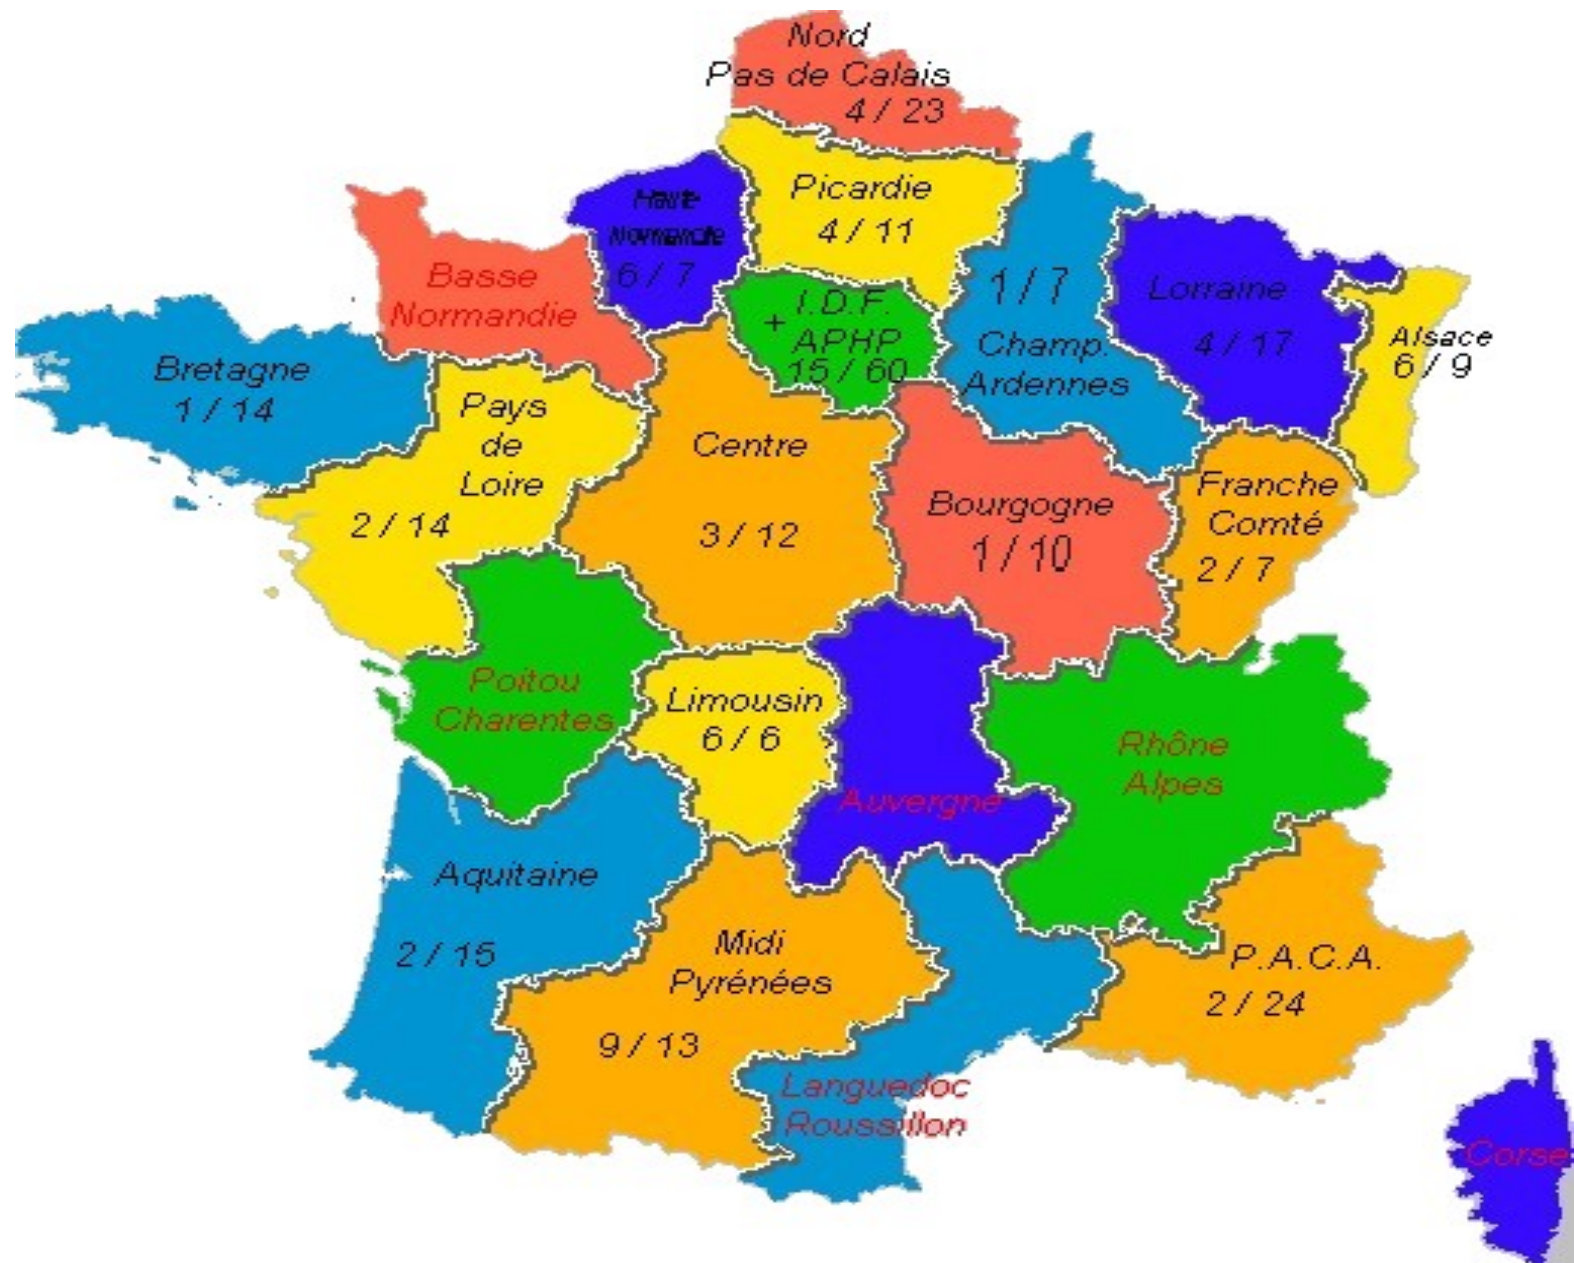 Nord
Pas de Calais
4 / 23
Picardie
4 / 11
Haute
Normandie
6 / 7
Basse
Normandie
I.D.F.
+
APHP
15 / 60
1 / 7
Champ.
Ardennes
Lorraine
4 / 17
Alsace
6 / 9
Bretagne
1 / 14
Pays
de
Loire
2 / 14
Centre
3 / 12
Bourgogne
1 / 10
Franche
Comté
2 / 7
Poitou
Charentes
Limousin
6 / 6
Auvergne
Rhône
Alpes
Aquitaine
2 / 15
Midi
Pyrénées
9 / 13
Languedoc
Roussillon
P.A.C.A.
2 / 24
Corse